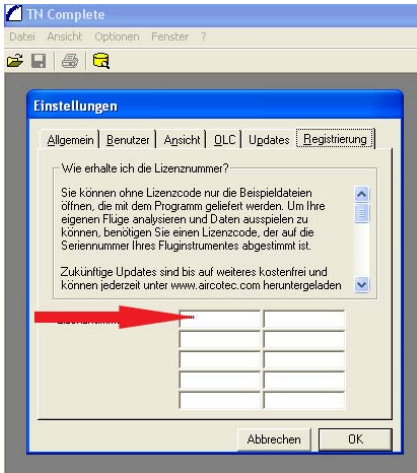 TN Complete
Datei Ansicht Optionen Fenster ?
Einstellungen
Allgemein Benutzer Ansicht OLC Updates Registrierung
Wie erhalte ich die Lizenznummer?
Sie können ohne Lizenzcode nur die Beispieldateien
öffnen, die mit dem Programm geliefert werden. Um Ihre
eigenen Flüge analysieren und Daten ausspielen zu
können, benötigen Sie einen Lizenzcode, der auf die
Seriennummer Ihres Fluginstrumentes abgestimmt ist.
Zukünftige Updates sind bis auf weiteres kostenfrei und
können jederzeit unter www.aircotec.com heruntergeladen
Abbrechen OK